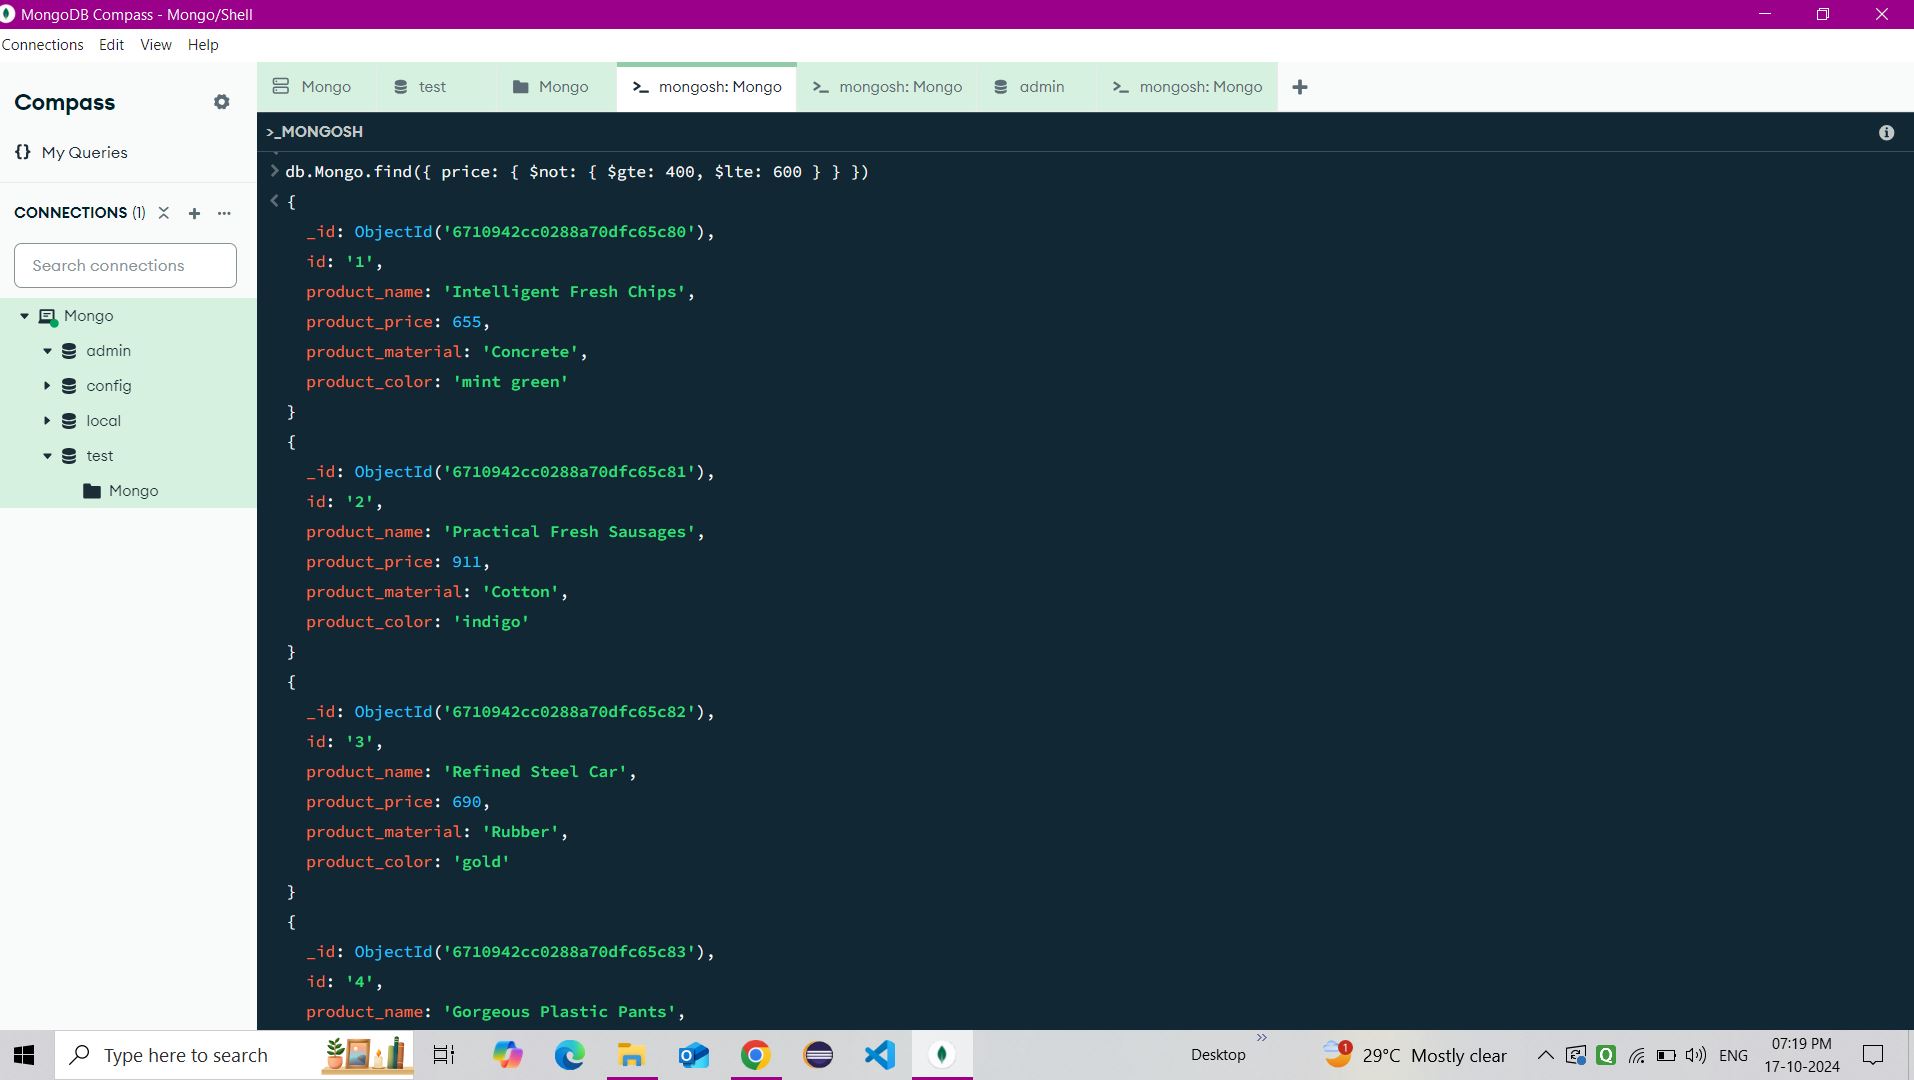 MongoDB Compass - Mongo/Shell
Connections Edit View Help
Compass
{} My Queries
CONNECTIONS (1)
Search connections
Mongo
admin
config
local
test
Mongo
Mongo test Mongo >_ mongosh: Mongo >_ mongosh: Mongo admin >_ mongosh: Mongo +
>_MONGOSH
> db.Mongo.find({ price: { $not: { $gte: 400, $lte: 600 } } })
< {
_id: ObjectId('6710942cc0288a70dfc65c80'),
id: '1',
product_name: 'Intelligent Fresh Chips',
product_price: 655,
product_material: 'Concrete',
product_color: 'mint green'
}
{
_id: ObjectId('6710942cc0288a70dfc65c81'),
id: '2',
product_name: 'Practical Fresh Sausages',
product_price: 911,
product_material: 'Cotton',
product_color: 'indigo'
}
{
_id: ObjectId('6710942cc0288a70dfc65c82'),
id: '3',
product_name: 'Refined Steel Car',
product_price: 690,
product_material: 'Rubber',
product_color: 'gold'
}
{
_id: ObjectId('6710942cc0288a70dfc65c83'),
id: '4',
product_name: 'Gorgeous Plastic Pants',
Type here to search
Desktop
1
29°C Mostly clear
ENG
07:19 PM
17-10-2024